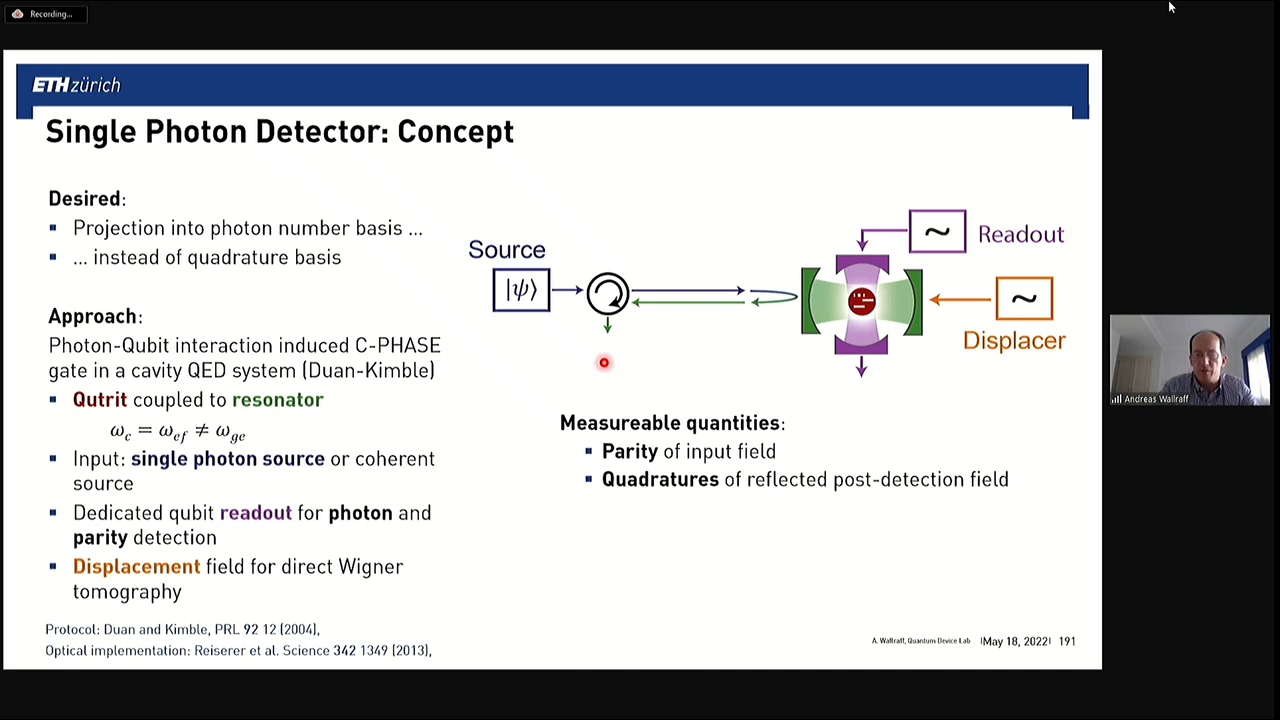 Recording...
ETH zürich
Single Photon Detector: Concept
Desired:
Projection into photon number basis ...
... instead of quadrature basis
Approach:
Photon-Qubit interaction induced C-PHASE
gate in a cavity QED system (Duan-Kimble)
Qutrit coupled to resonator
ω_c = ω_ef ≠ ω_ge
Input: single photon source or coherent
source
Dedicated qubit readout for photon and
parity detection
Displacement field for direct Wigner
tomography
Protocol: Duan and Kimble, PRL 92 12 (2004),
Optical implementation: Reiserer et al. Science 342 1349 (2013),
Source
|ψ⟩
~
Readout
~
Displacer
Measureable quantities:
Parity of input field
Quadratures of reflected post-detection field
A. Wallraff, Quantum Device Lab |May 18, 2022| 191
Andreas Wallraff